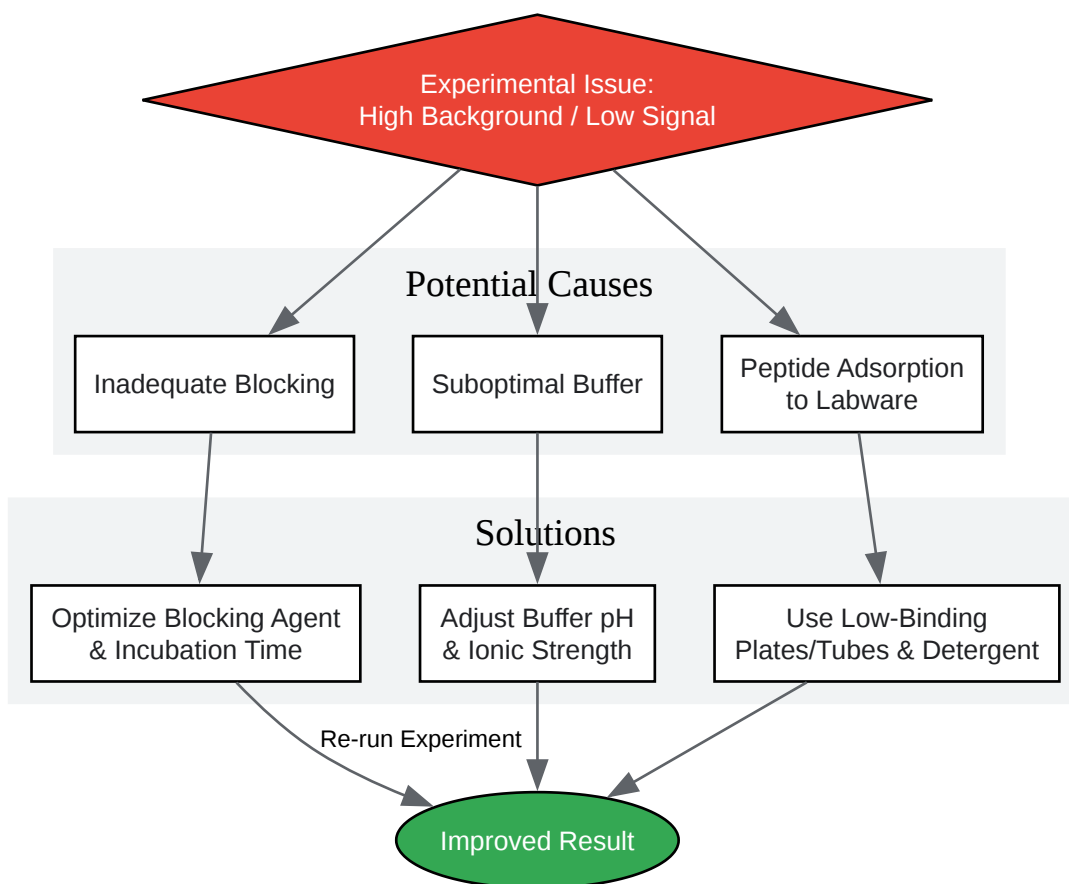 Experimental Issue:
High Background / Low Signal
Potential Causes
Inadequate Blocking
Suboptimal Buffer
Peptide Adsorption
to Labware
Solutions
Optimize Blocking Agent
& Incubation Time
Adjust Buffer pH
& Ionic Strength
Use Low-Binding
Plates/Tubes & Detergent
Re-run Experiment
Improved Result